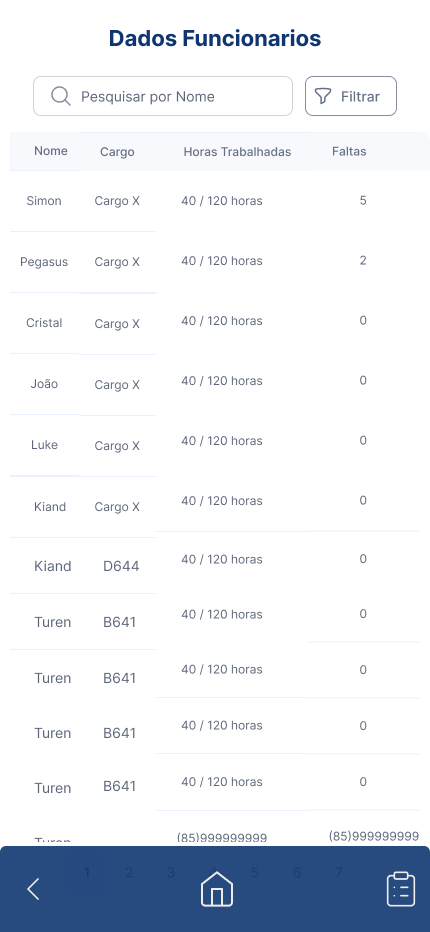 Dados Funcionarios
Pesquisar por Nome Filtrar
Nome Cargo Horas Trabalhadas Faltas
Simon Cargo X 40 / 120 horas 5
Pegasus Cargo X 40 / 120 horas 2
Cristal Cargo X 40 / 120 horas 0
João Cargo X 40 / 120 horas 0
Luke Cargo X 40 / 120 horas 0
Kiand Cargo X 40 / 120 horas 0
Kiand D644 40 / 120 horas 0
Turen B641 40 / 120 horas 0
Turen B641 40 / 120 horas 0
Turen B641 40 / 120 horas 0
Turen B641 40 / 120 horas 0
Turen (85)999999999 (85)999999999
1 2 3 5 6 7